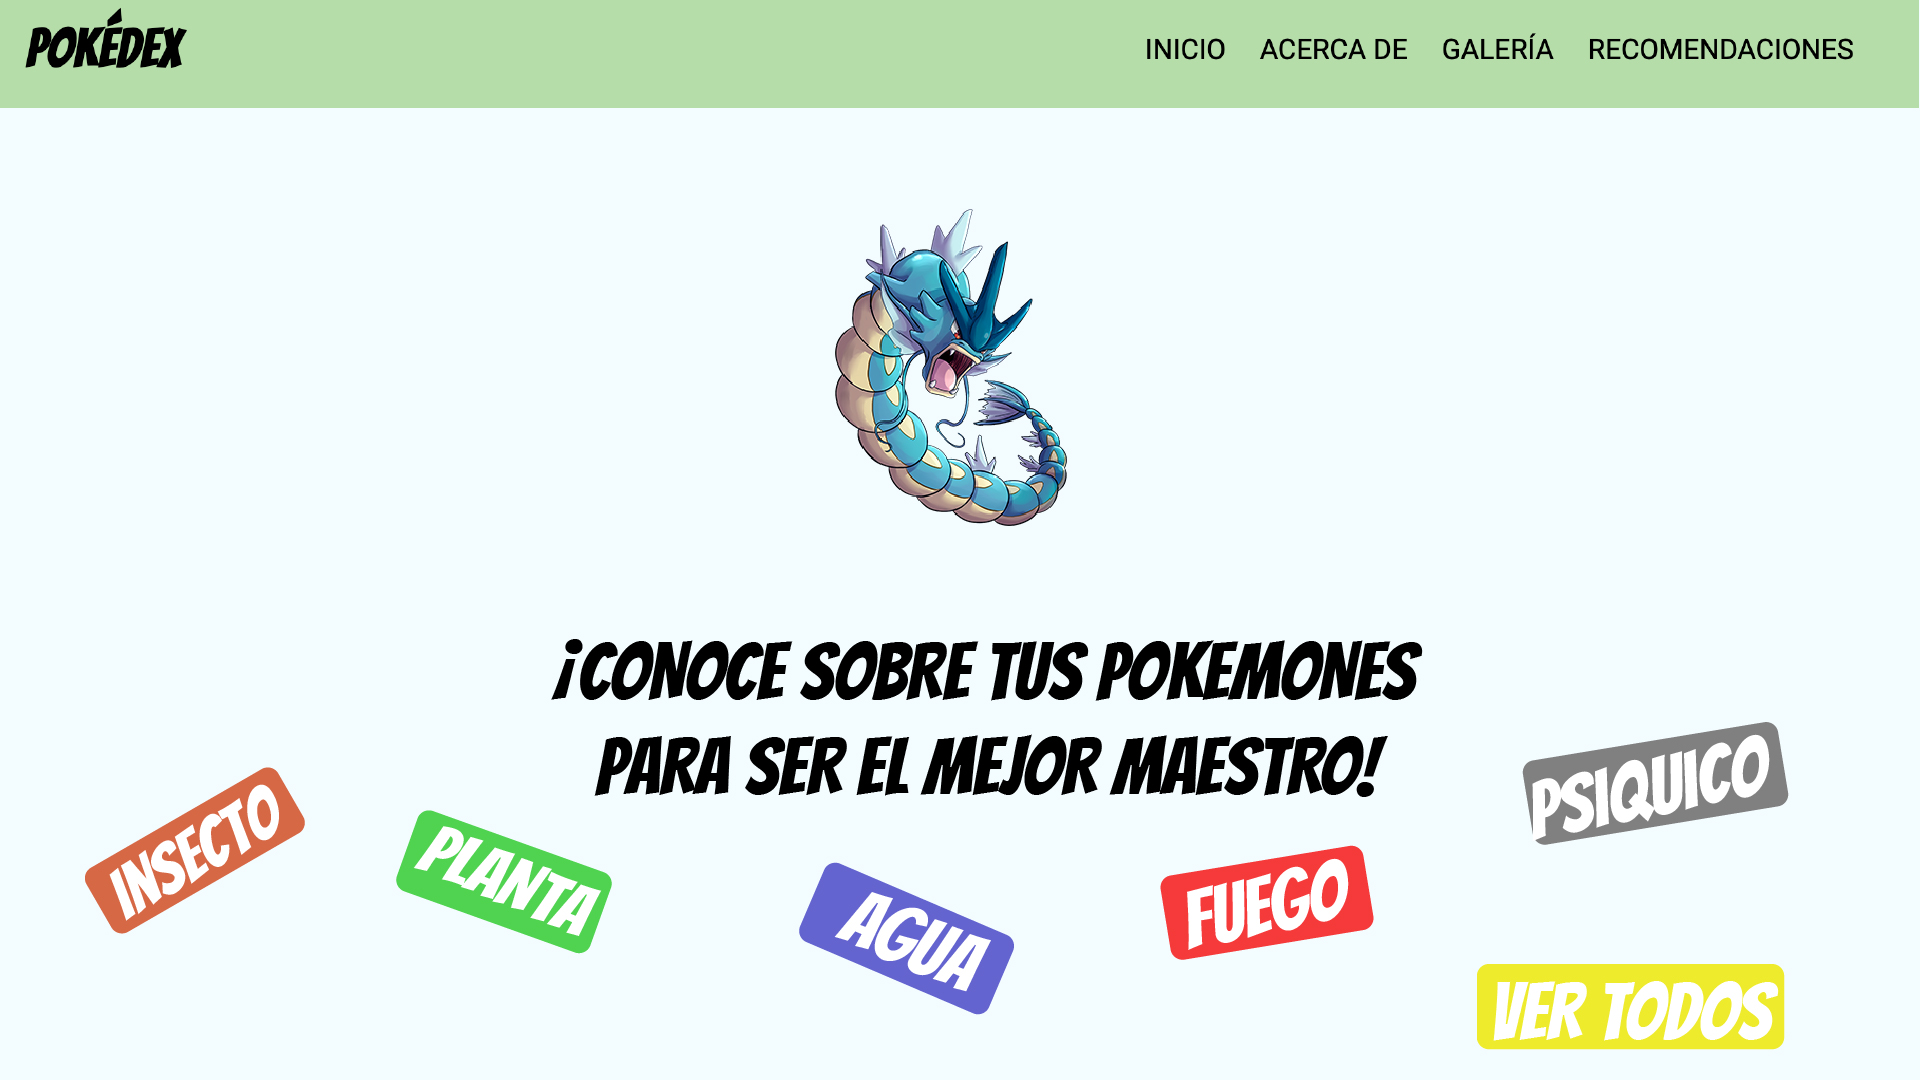 POKÉDEX
INICIO ACERCA DE GALERÍA RECOMENDACIONES
¡CONOCE SOBRE TUS POKEMONES
PARA SER EL MEJOR MAESTRO!
INSECTO
PLANTA
AGUA
FUEGO
PSIQUICO
VER TODOS